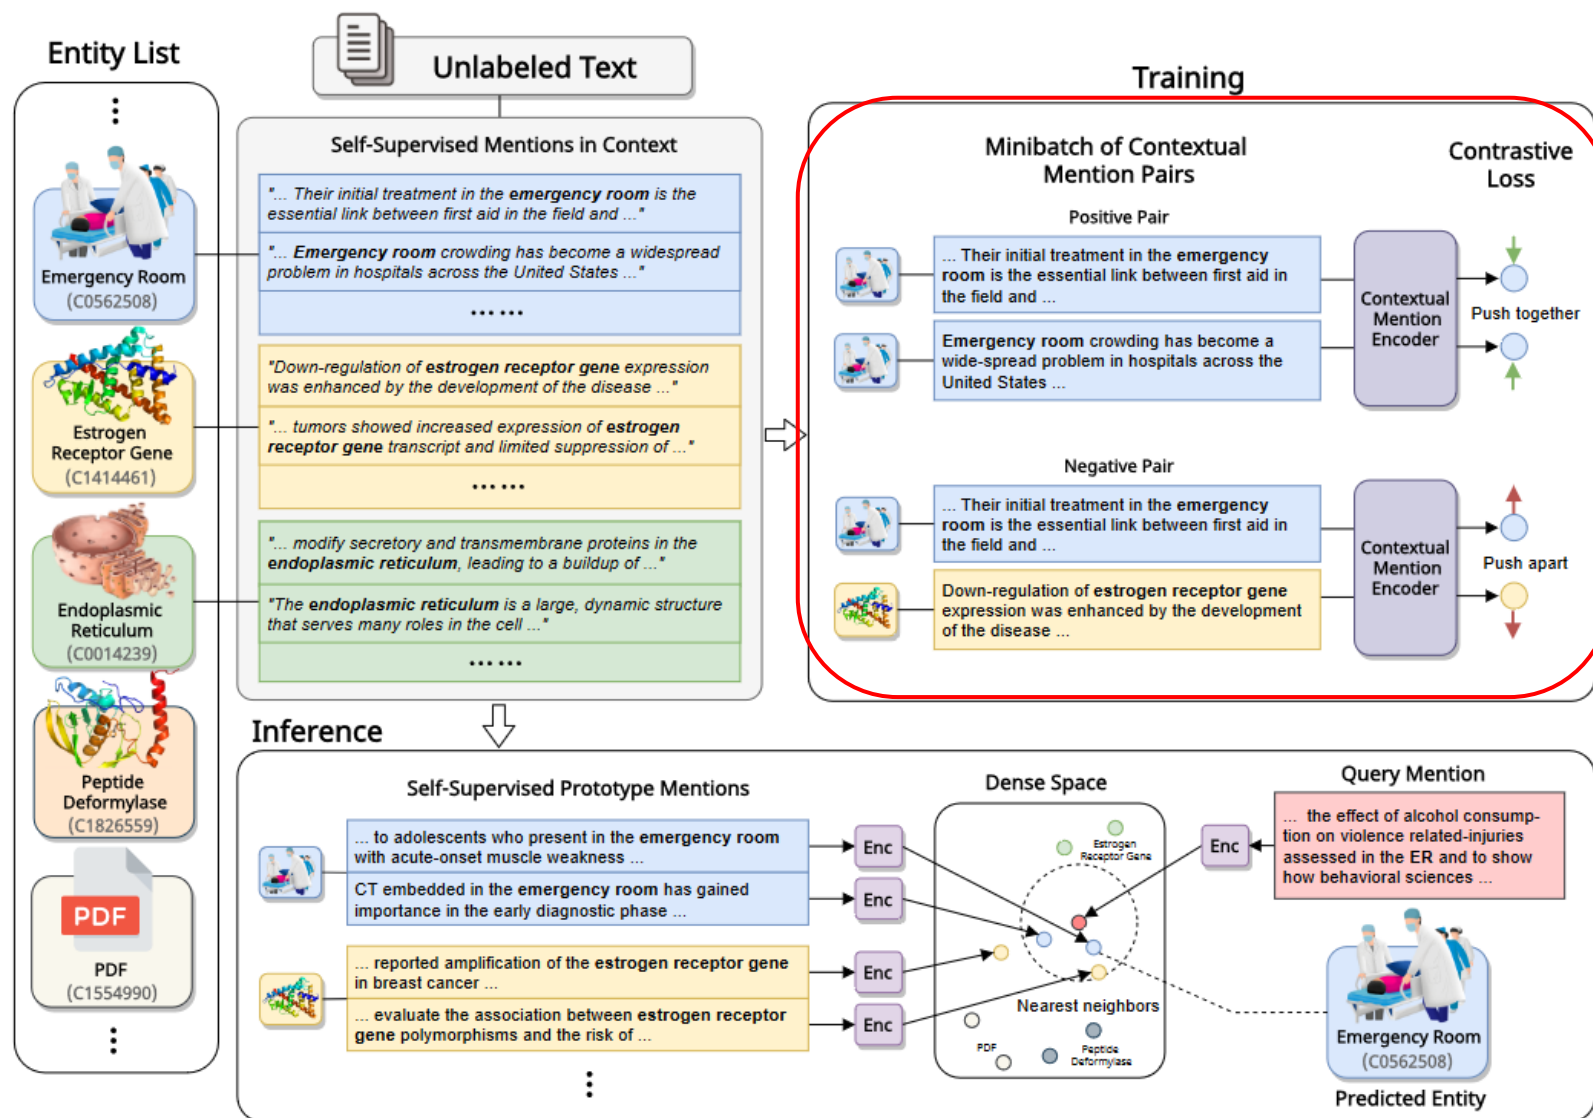 Entity List
Unlabeled Text
Training
⋮
Emergency Room
(C0562508)
Estrogen
Receptor Gene
(C1414461)
Endoplasmic
Reticulum
(C0014239)
Peptide
Deformylase
(C1826559)
PDF
PDF
(C1554990)
⋮
Self-Supervised Mentions in Context
"... Their initial treatment in the emergency room is the
essential link between first aid in the field and ..."
"... Emergency room crowding has become a widespread
problem in hospitals across the United States ..."
... ...
"Down-regulation of estrogen receptor gene expression
was enhanced by the development of the disease ..."
"... tumors showed increased expression of estrogen
receptor gene transcript and limited suppression of ..."
... ...
"... modify secretory and transmembrane proteins in the
endoplasmic reticulum, leading to a buildup of ..."
"The endoplasmic reticulum is a large, dynamic structure
that serves many roles in the cell ..."
... ...
Minibatch of Contextual
Mention Pairs
Contrastive
Loss
Positive Pair
... Their initial treatment in the emergency
room is the essential link between first aid in
the field and ...
Emergency room crowding has become a
wide-spread problem in hospitals across the
United States ...
Contextual
Mention
Encoder
Push together
Negative Pair
... Their initial treatment in the emergency
room is the essential link between first aid in
the field and ...
Down-regulation of estrogen receptor gene
expression was enhanced by the development
of the disease ...
Contextual
Mention
Encoder
Push apart
Inference
Self-Supervised Prototype Mentions
... to adolescents who present in the emergency room
with acute-onset muscle weakness ...
CT embedded in the emergency room has gained
importance in the early diagnostic phase ...
... reported amplification of the estrogen receptor gene
in breast cancer ...
... evaluate the association between estrogen receptor
gene polymorphisms and the risk of ...
⋮
Enc
Enc
Enc
Enc
Dense Space
Estrogen
Receptor Gene
Nearest neighbors
PDF
Peptide
Deformylase
Enc
Query Mention
... the effect of alcohol consump-
tion on violence related-injuries
assessed in the ER and to show
how behavioral sciences ...
Emergency Room
(C0562508)
Predicted Entity